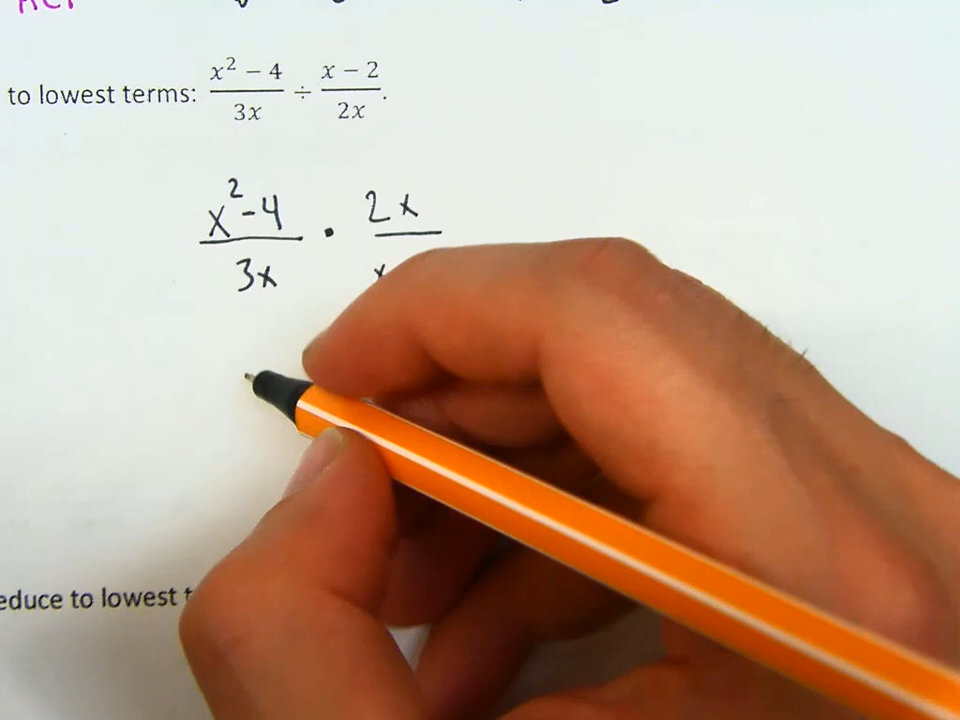 to lowest terms: (x² − 4)/(3x) ÷ (x − 2)/(2x).
(x² - 4)/(3x) · (2x)/(x
educe to lowest t